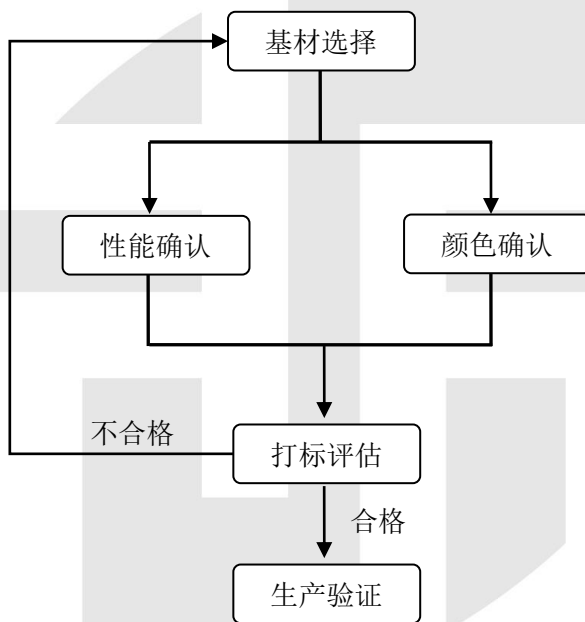 基材选择
性能确认
颜色确认
不合格
打标评估
合格
生产验证